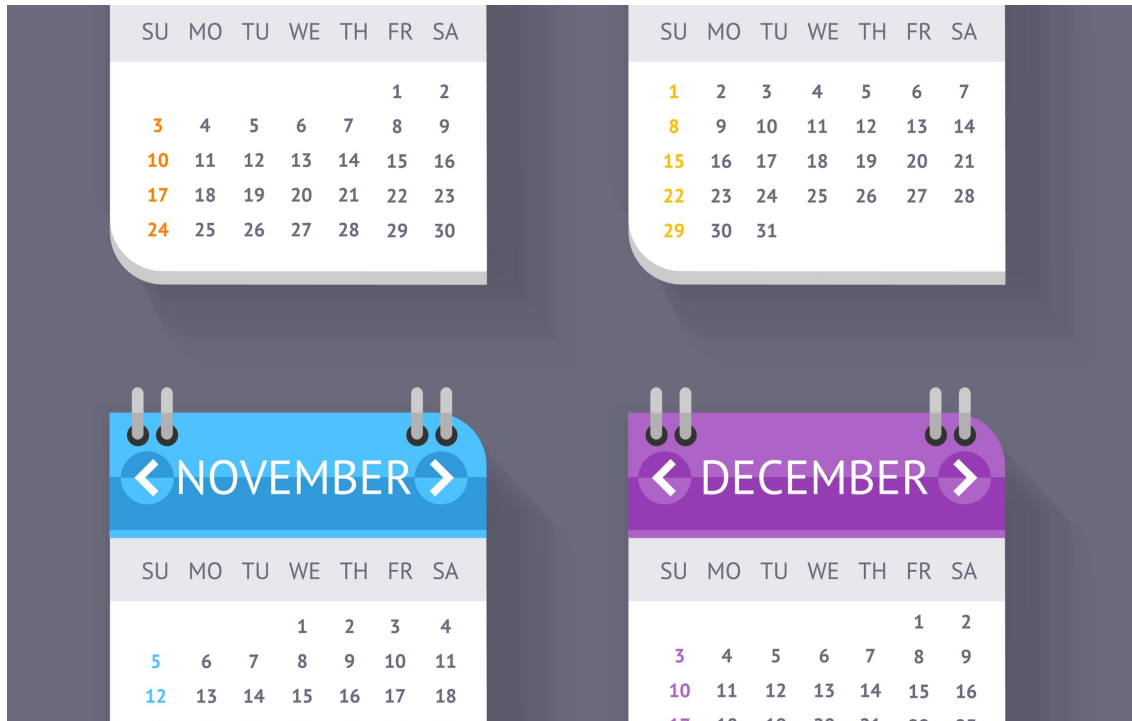 SU MO TU WE TH FR SA
1 2
3 4 5 6 7 8 9
10 11 12 13 14 15 16
17 18 19 20 21 22 23
24 25 26 27 28 29 30
SU MO TU WE TH FR SA
1 2 3 4 5 6 7
8 9 10 11 12 13 14
15 16 17 18 19 20 21
22 23 24 25 26 27 28
29 30 31
NOVEMBER
SU MO TU WE TH FR SA
1 2 3 4
5 6 7 8 9 10 11
12 13 14 15 16 17 18
DECEMBER
SU MO TU WE TH FR SA
1 2
3 4 5 6 7 8 9
10 11 12 13 14 15 16